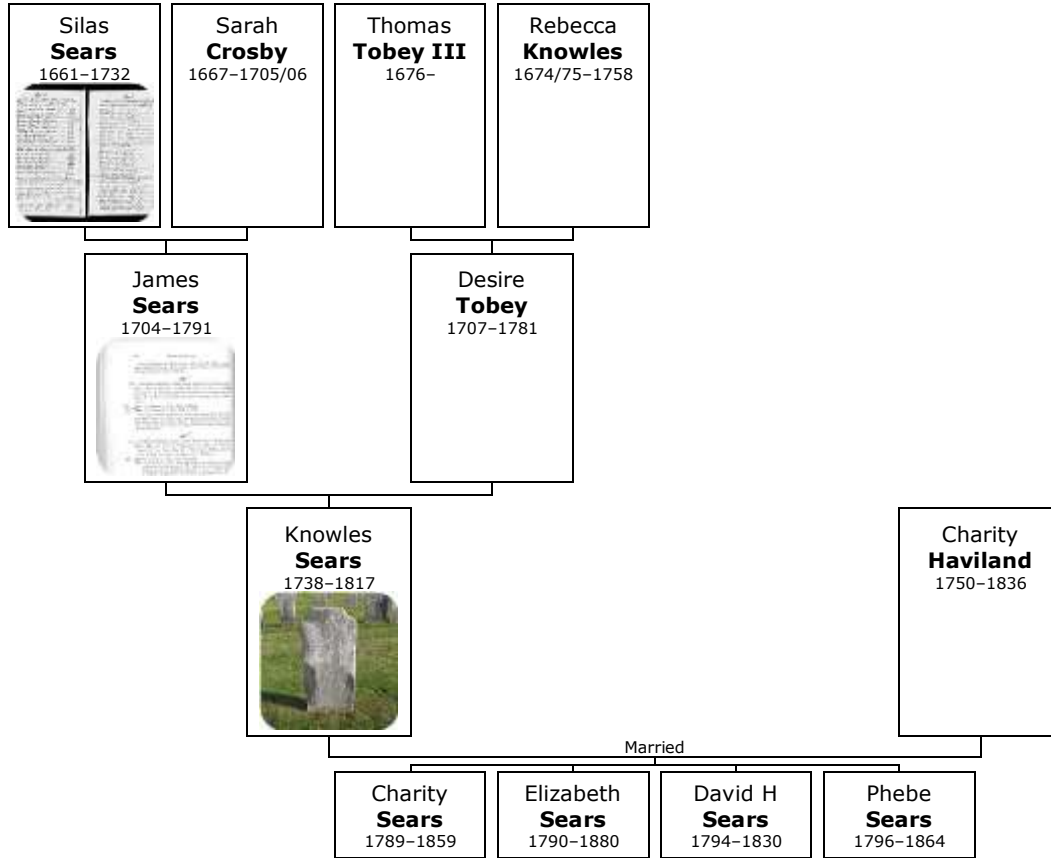 Silas
Sears
1661–1732
Sarah
Crosby
1667–1705/06
Thomas
Tobey III
1676–
Rebecca
Knowles
1674/75–1758
James
Sears
1704–1791
Desire
Tobey
1707–1781
Knowles
Sears
1738–1817
Charity
Haviland
1750–1836
Married
Charity
Sears
1789–1859
Elizabeth
Sears
1790–1880
David H
Sears
1794–1830
Phebe
Sears
1796–1864